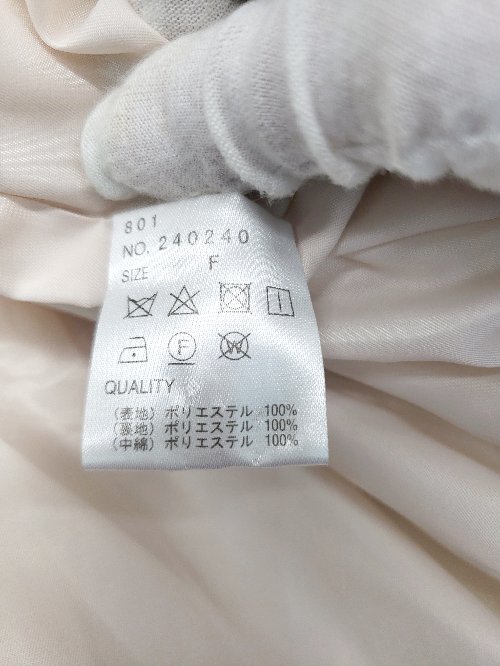 801
NO. 240240
SIZE F
F W
QUALITY
（表地）ポリエステル 100%
（裏地）ポリエステル 100%
（中綿）ポリエステル 100%